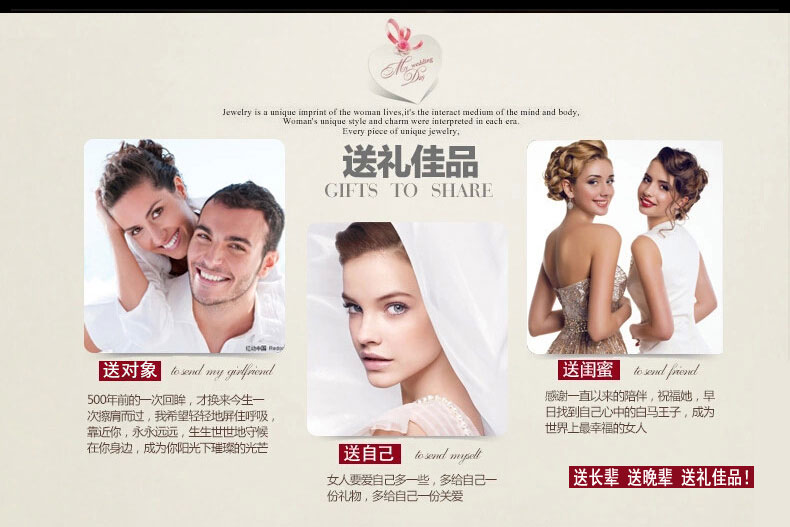 My wedding
Day
Jewelry is a unique imprint of the woman lives,it's the interact medium of the mind and body,
Woman's unique style and charm were interpreted in each era.
Every piece of unique jewelry,
送礼佳品
GIFTS TO SHARE
红动中国
送对象 to send my girlfriend
500年前的一次回眸，才换来今生一
次擦肩而过，我希望轻轻地屏住呼吸，
靠近你，永永远远，生生世世地守候
在你身边，成为你阳光下璀璨的光芒
送自己 to send myself
女人要爱自己多一些，多给自己一
份礼物，多给自己一份关爱
送闺蜜 to send friend
感谢一直以来的陪伴，祝福她，早
日找到自己心中的白马王子，成为
世界上最幸福的女人
送长辈 送晚辈 送礼佳品！